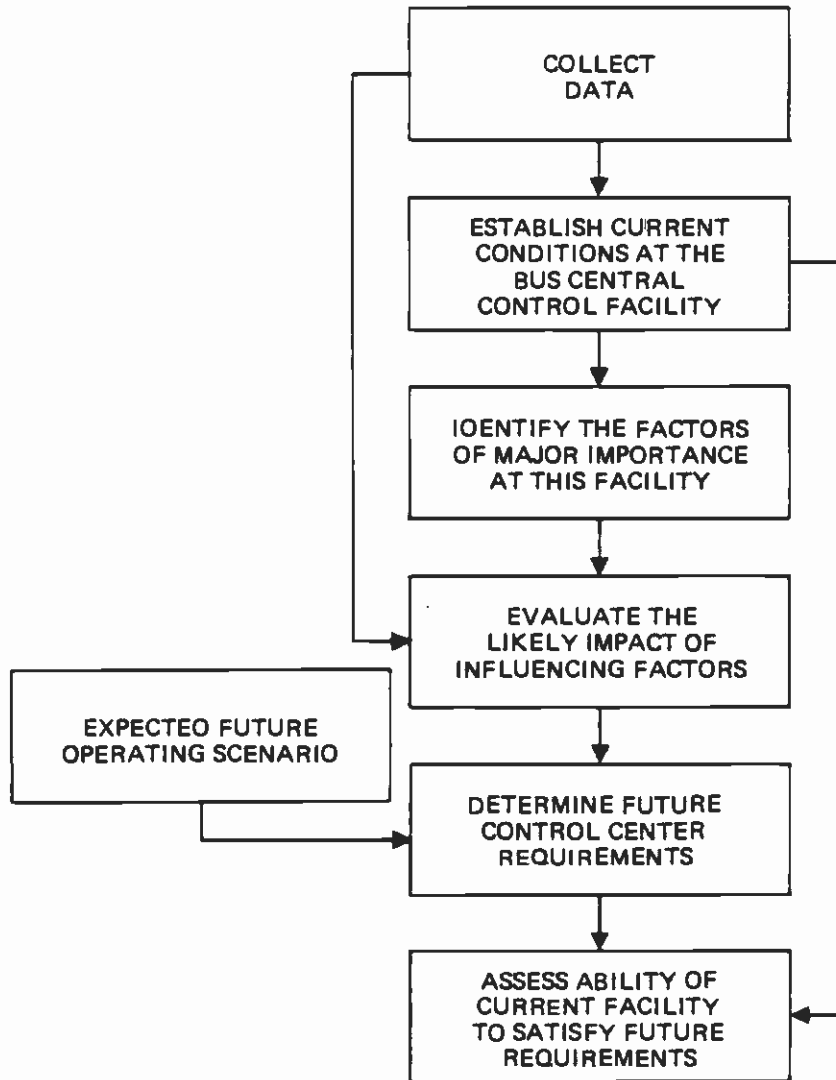 COLLECT
DATA
ESTABLISH CURRENT
CONDITIONS AT THE
BUS CENTRAL
CONTROL FACILITY
IOENTIFY THE FACTORS
OF MAJOR IMPORTANCE
AT THIS FACILITY
EVALUATE THE
LIKELY IMPACT OF
INFLUENCING FACTORS
EXPECTEO FUTURE
OPERATING SCENARIO
DETERMINE FUTURE
CONTROL CENTER
REQUIREMENTS
ASSESS ABILITY OF
CURRENT FACILITY
TO SATISFY FUTURE
REQUIREMENTS